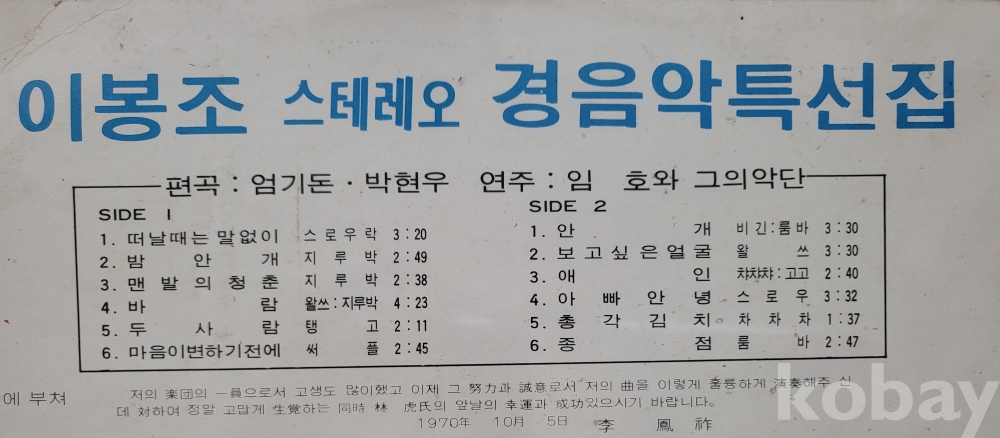 이봉조 스테레오 경음악특선집
편곡 : 엄기돈 · 박현우 연주 : 임 호와 그의악단
SIDE 1
1. 떠날때는 말없이 스로우락 3 : 20
2. 밤 안 개 지루박 2 : 49
3. 맨발의청춘 지루박 2 : 38
4. 바 람 왈쓰:지루박 4 : 23
5. 두 사 람 탱고 2 : 11
6. 마음이변하기전에 써플 2 : 45
SIDE 2
1. 안 개 비긴:룸바 3 : 30
2. 보고싶은얼굴 왈쓰 3 : 30
3. 애 인 챠챠챠:고고 2 : 40
4. 아빠안녕 스로우 3 : 32
5. 총각김치 차차차 1 : 37
6. 종 점 룸바 2 : 47
에 부쳐
저의 楽団의 一員으로서 고생도 많이했고 이제 그 努力과 誠意로서 저의 曲을 이렇게 훌륭하게 演奏해주신
데 対하여 정말 고맙게 生覚하는 同時 林 虎氏의 앞날의 幸運과 成功있으시기 바랍니다.
1970年 10月 5日 李 鳳 祚
kobay